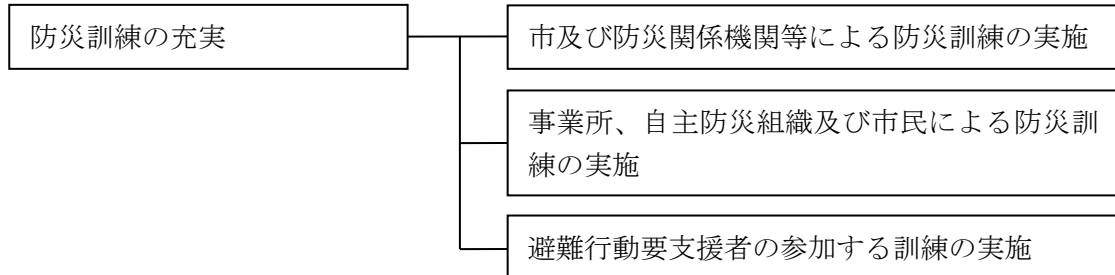 防災訓練の充実
市及び防災関係機関等による防災訓練の実施
事業所、自主防災組織及び市民による防災訓
練の実施
避難行動要支援者の参加する訓練の実施